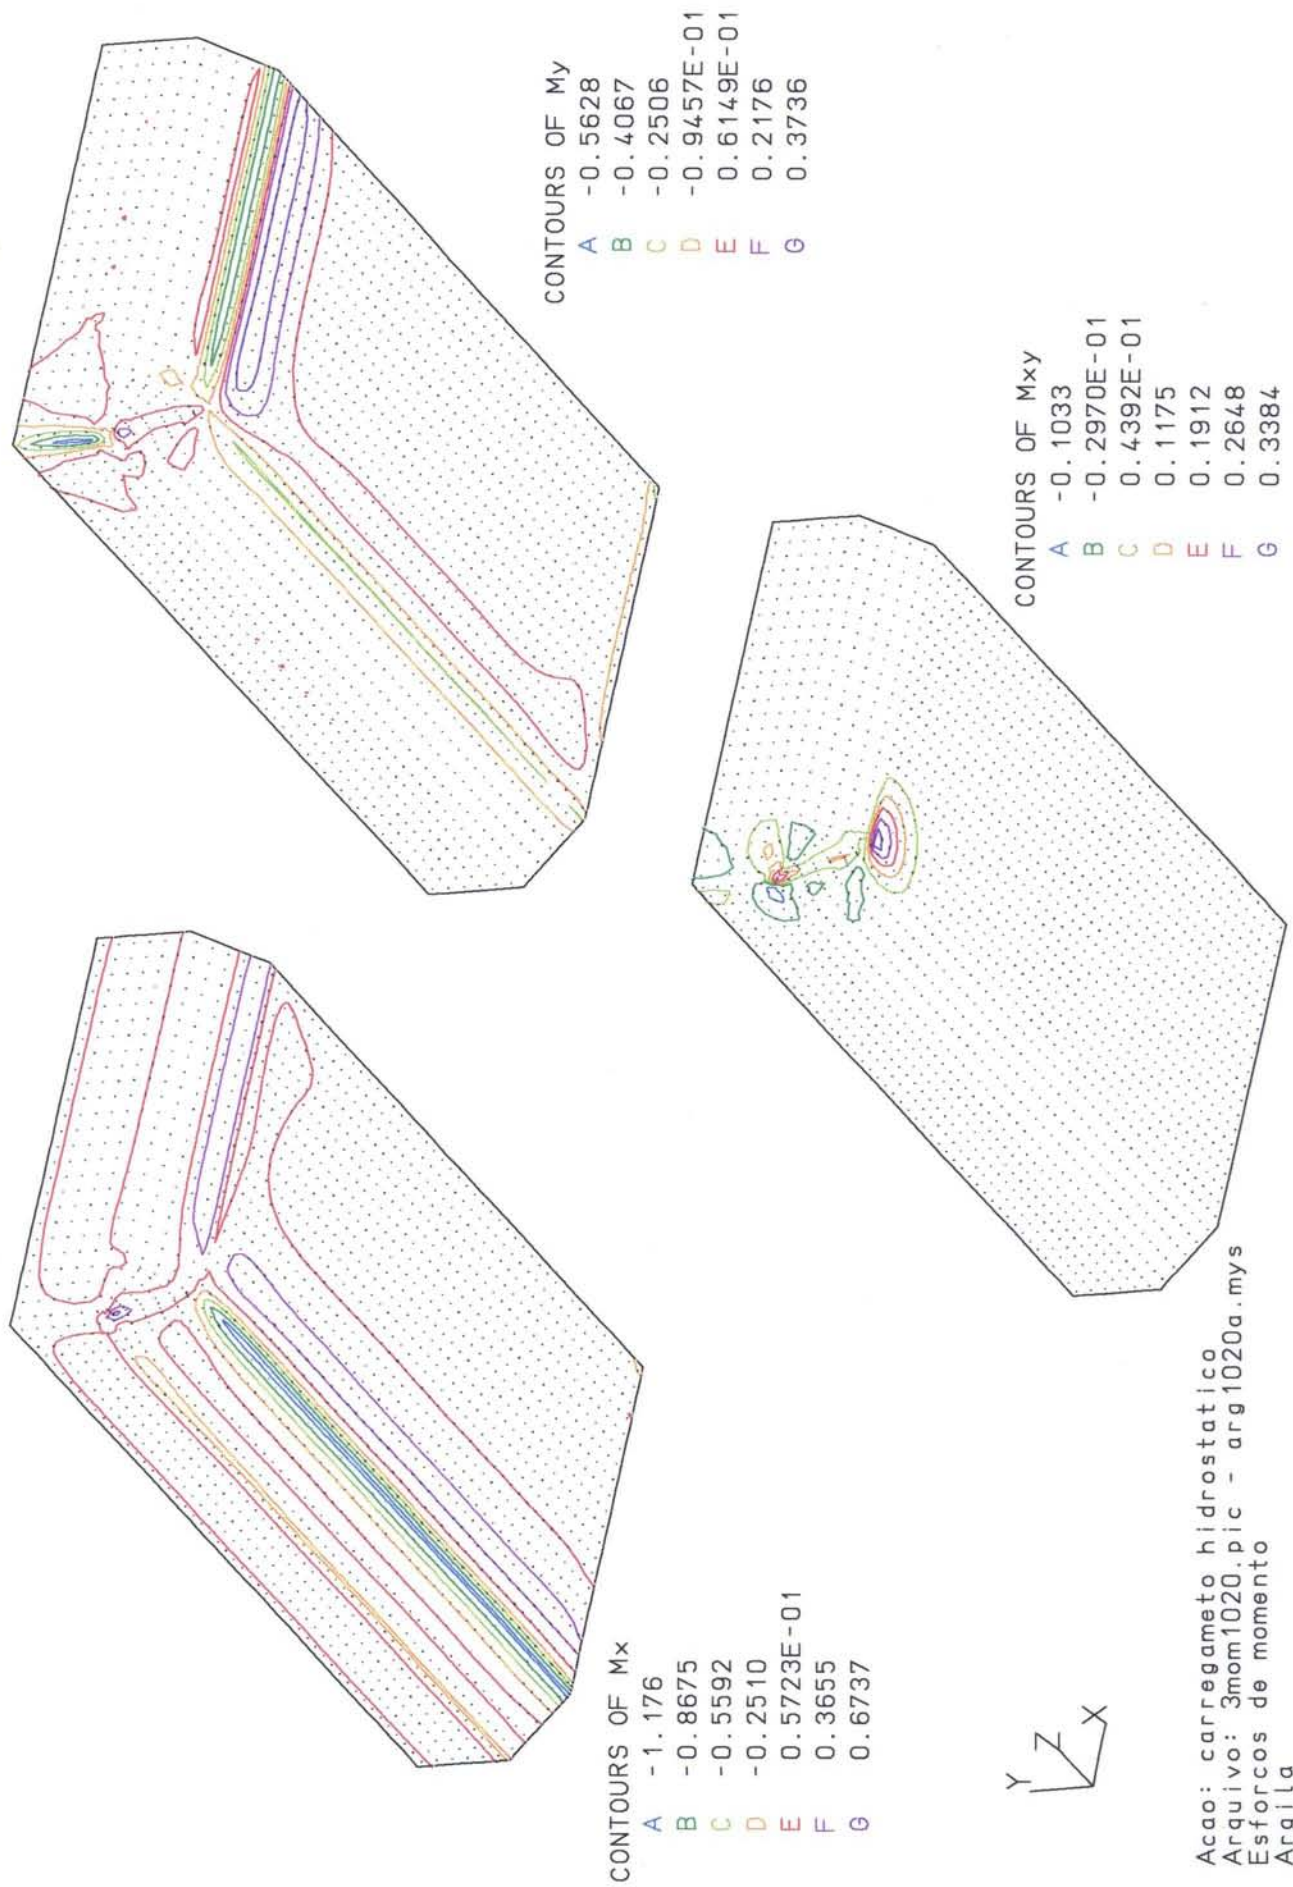 CONTOURS OF My
A -0.5628
B -0.4067
C -0.2506
D -0.9457E-01
E 0.6149E-01
F 0.2176
G 0.3736
CONTOURS OF Mx
A -1.176
B -0.8675
C -0.5592
D -0.2510
E 0.5723E-01
F 0.3655
G 0.6737
CONTOURS OF Mxy
A -0.1033
B -0.2970E-01
C 0.4392E-01
D 0.1175
E 0.1912
F 0.2648
G 0.3384
Y
Z
X
Acao: carregameto hidrostatico
Arquivo: 3mom1020.pic - arg1020a.mys
Esforcos de momento
Argila